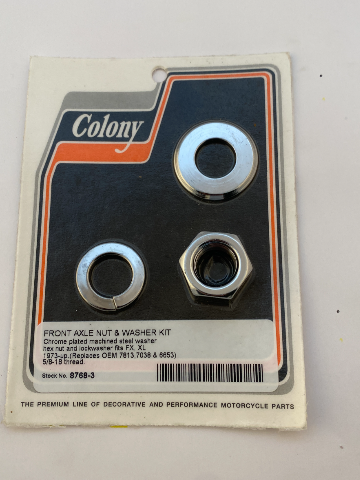 Colony
FRONT AXLE NUT & WASHER KIT
Chrome plated machined steel washer
hex nut and lockwasher fits FX, XL
1973-up.(Replaces OEM 7813,7036 & 6653)
5/8-18 thread.
Stock No. 8768-3
THE PREMIUM LINE OF DECORATIVE AND PERFORMANCE MOTORCYCLE PARTS